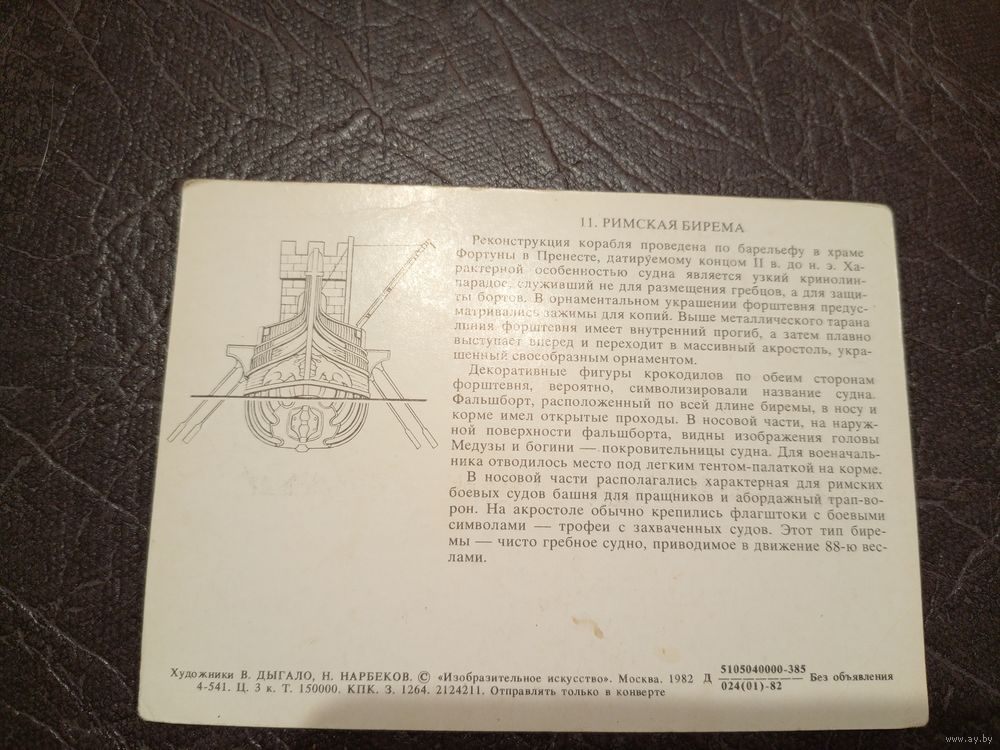 11. РИМСКАЯ БИРЕМА
Реконструкция корабля проведена по барельефу в храме
Фортуны в Пренесте, датируемому концом II в. до н. э. Ха-
рактерной особенностью судна является узкий кринолин-
парадос, служивший не для размещения гребцов, а для защи-
ты бортов. В орнаментальном украшении форштевня предус-
матривались зажимы для копий. Выше металлического тарана
линия форштевня имеет внутренний прогиб, а затем плавно
выступает вперед и переходит в массивный акростоль, укра-
шенный своеобразным орнаментом.
Декоративные фигуры крокодилов по обеим сторонам
форштевня, вероятно, символизировали название судна.
Фальшборт, расположенный по всей длине биремы, в носу и
корме имел открытые проходы. В носовой части, на наруж-
ной поверхности фальшборта, видны изображения головы
Медузы и богини — покровительницы судна. Для военачаль-
ника отводилось место под легким тентом-палаткой на корме.
В носовой части располагались характерная для римских
боевых судов башня для пращников и абордажный трап-во-
рон. На акростоле обычно крепились флагштоки с боевыми
символами — трофеи с захваченных судов. Этот тип бире-
мы — чисто гребное судно, приводимое в движение 88-ю вес-
лами.
Художники В. ДЫГАЛО, Н. НАРБЕКОВ. © «Изобразительное искусство». Москва. 1982 Д 5105040000-385 Без объявления
4-541. Ц. 3 к. Т. 150000. КПК. З. 1264. 2124211. Отправлять только в конверте 024(01)-82
www.ay.by